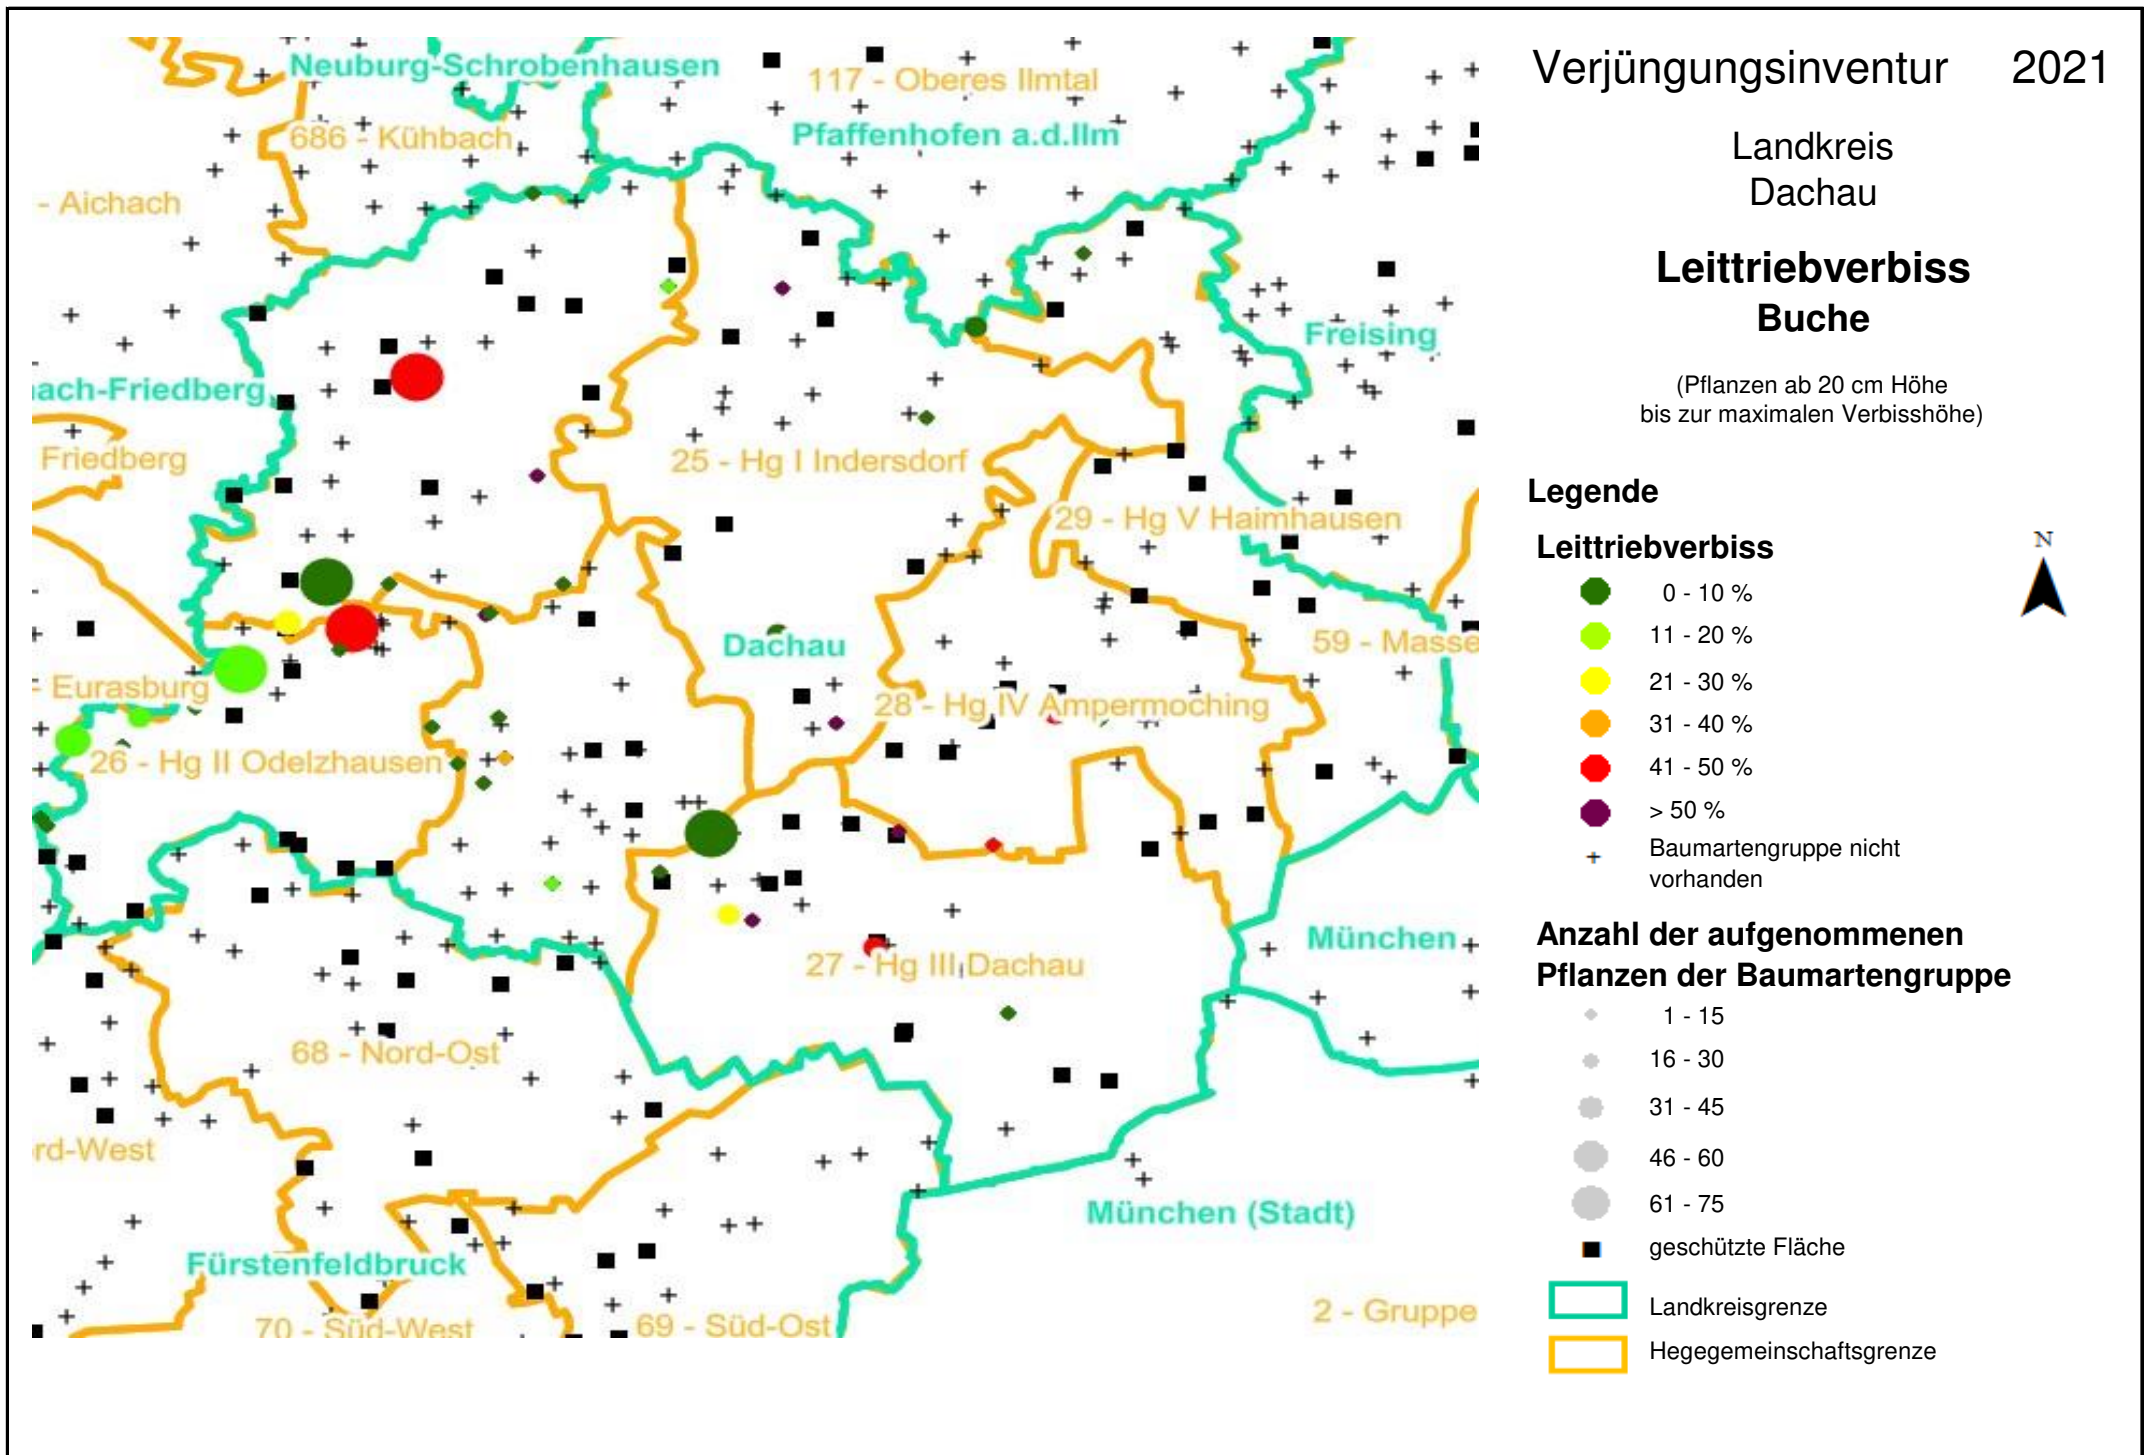 Verjüngungsinventur 2021
Landkreis
Dachau
Leittriebverbiss
Buche
(Pflanzen ab 20 cm Höhe
bis zur maximalen Verbisshöhe)
Legende
Leittriebverbiss
N
0 - 10 %
11 - 20 %
21 - 30 %
31 - 40 %
41 - 50 %
> 50 %
Baumartengruppe nicht
vorhanden
Anzahl der aufgenommenen
Pflanzen der Baumartengruppe
1 - 15
16 - 30
31 - 45
46 - 60
61 - 75
geschützte Fläche
Landkreisgrenze
Hegegemeinschaftsgrenze
Neuburg-Schrobenhausen
117 - Oberes Ilmtal
686 - Kühbach
Pfaffenhofen a.d.Ilm
- Aichach
Freising
ach-Friedberg
Friedberg
25 - Hg I Indersdorf
29 - Hg V Haimhausen
Dachau
59 - Masse
- Eurasburg
28 - Hg IV Ampermoching
26 - Hg II Odelzhausen
München
27 - Hg III Dachau
68 - Nord-Ost
rd-West
München (Stadt)
Fürstenfeldbruck
70 - Süd-West
69 - Süd-Ost
2 - Gruppe